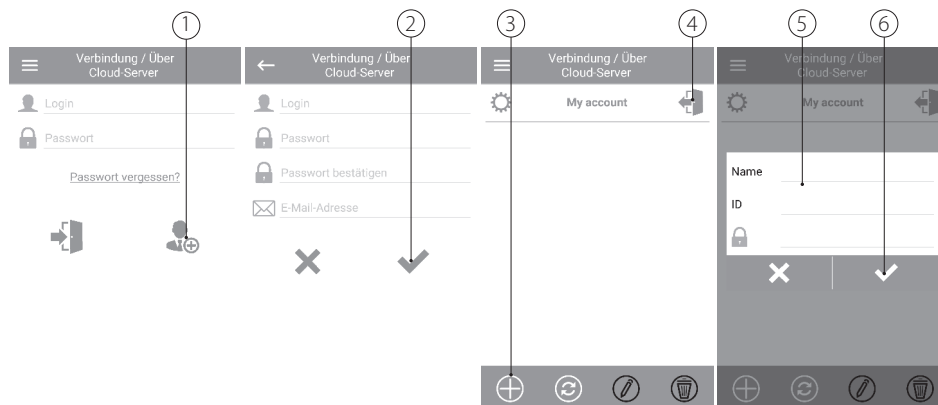 1
2
3
4
5
6
Verbindung / Über
Cloud-Server
Login
Passwort
Passwort vergessen?
Verbindung / Über
Cloud-Server
Login
Passwort
Passwort bestätigen
E-Mail-Adresse
Verbindung / Über
Cloud-Server
My account
Verbindung / Über
Cloud-Server
My account
Name
ID